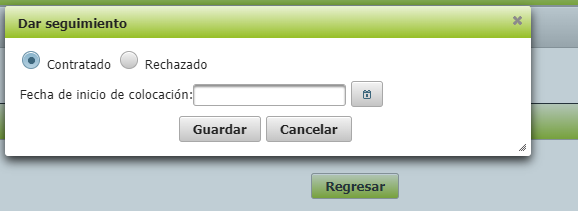 Dar seguimiento
Contratado Rechazado
Fecha de inicio de colocación:
Guardar Cancelar
Regresar